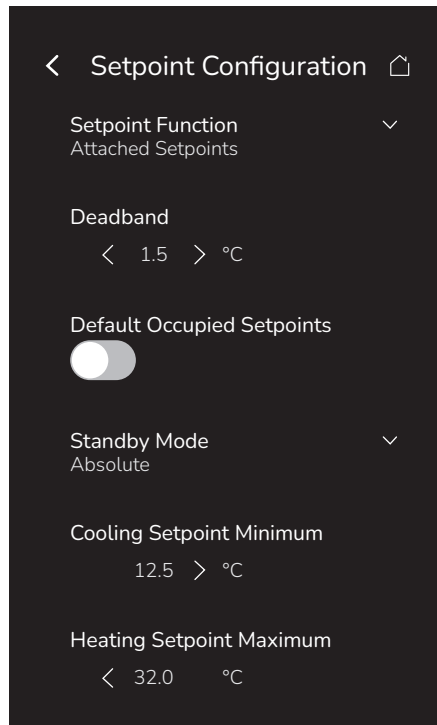 Setpoint Configuration
Setpoint Function
Attached Setpoints
Deadband
1.5 °C
Default Occupied Setpoints
Standby Mode
Absolute
Cooling Setpoint Minimum
12.5 °C
Heating Setpoint Maximum
32.0 °C